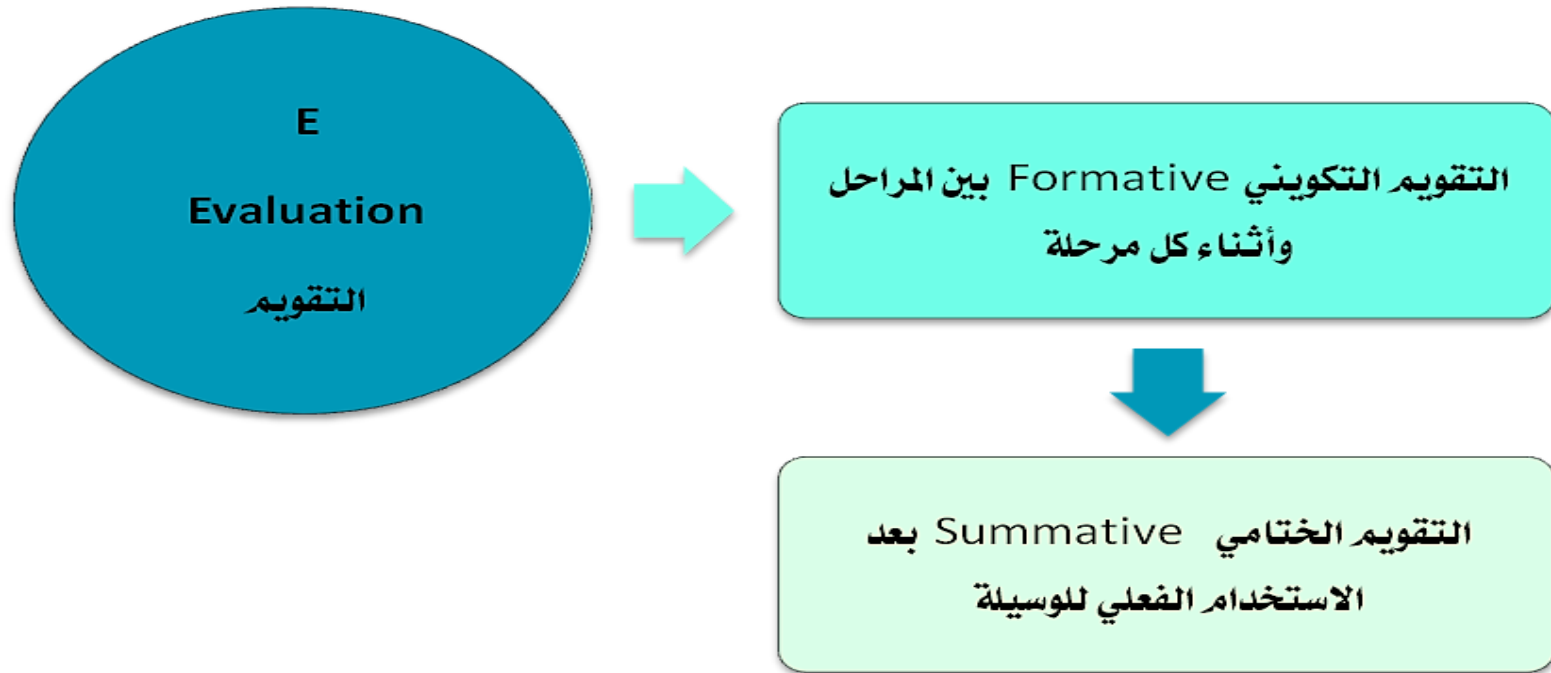 E
Evaluation
التقويم
التقويم التكويني Formative بين المراحل
وأثناء كل مرحلة
التقويم الختامي Summative بعد
الاستخدام الفعلي للوسيلة